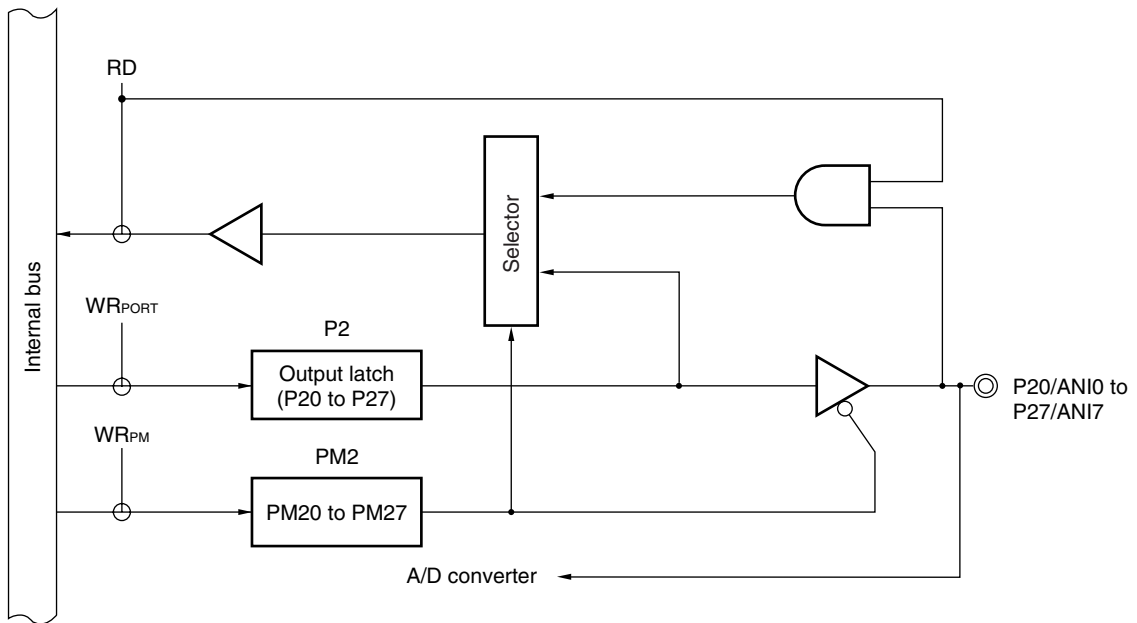 RD
Internal bus
Selector
WRPORT
P2
Output latch
(P20 to P27)
P20/ANI0 to
P27/ANI7
WRPM
PM2
PM20 to PM27
A/D converter